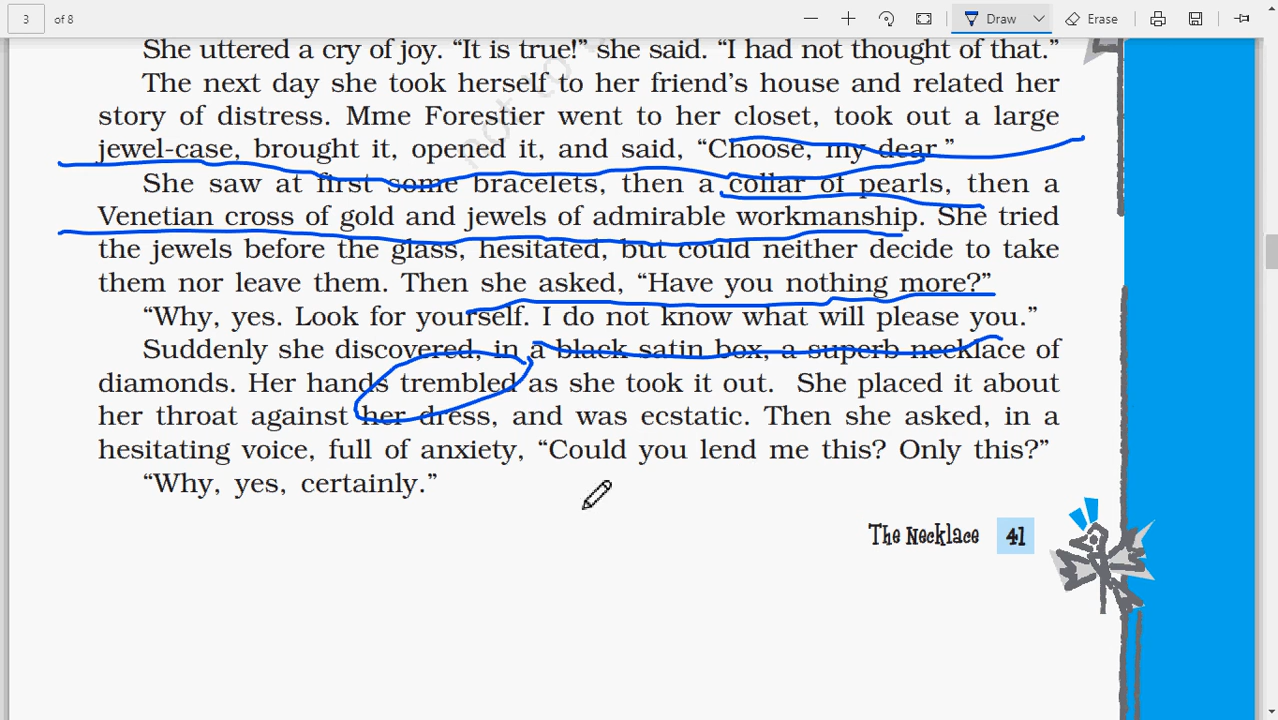 3 of 8
Draw
Erase
She uttered a cry of joy. “It is true!” she said. “I had not thought of that.”
The next day she took herself to her friend’s house and related her
story of distress. Mme Forestier went to her closet, took out a large
jewel-case, brought it, opened it, and said, “Choose, my dear.”
She saw at first some bracelets, then a collar of pearls, then a
Venetian cross of gold and jewels of admirable workmanship. She tried
the jewels before the glass, hesitated, but could neither decide to take
them nor leave them. Then she asked, “Have you nothing more?”
“Why, yes. Look for yourself. I do not know what will please you.”
Suddenly she discovered, in a black satin box, a superb necklace of
diamonds. Her hands trembled as she took it out. She placed it about
her throat against her dress, and was ecstatic. Then she asked, in a
hesitating voice, full of anxiety, “Could you lend me this? Only this?”
“Why, yes, certainly.”
The Necklace 41
not to